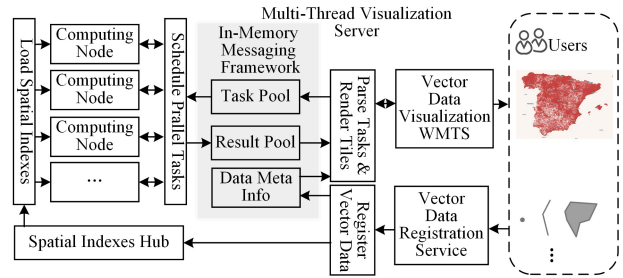 Multi-Thread Visualization
Server
Load Spatial Indexes
Computing
Node
Computing
Node
Computing
Node
...
Schedule Prallel Tasks
In-Memory
Messaging
Framework
Task Pool
Result Pool
Data Meta
Info
Parse Tasks &
Render Tiles
Register
Vector Data
Vector
Data
Visualization
WMTS
Vector
Data
Registration
Service
Users
Spatial Indexes Hub